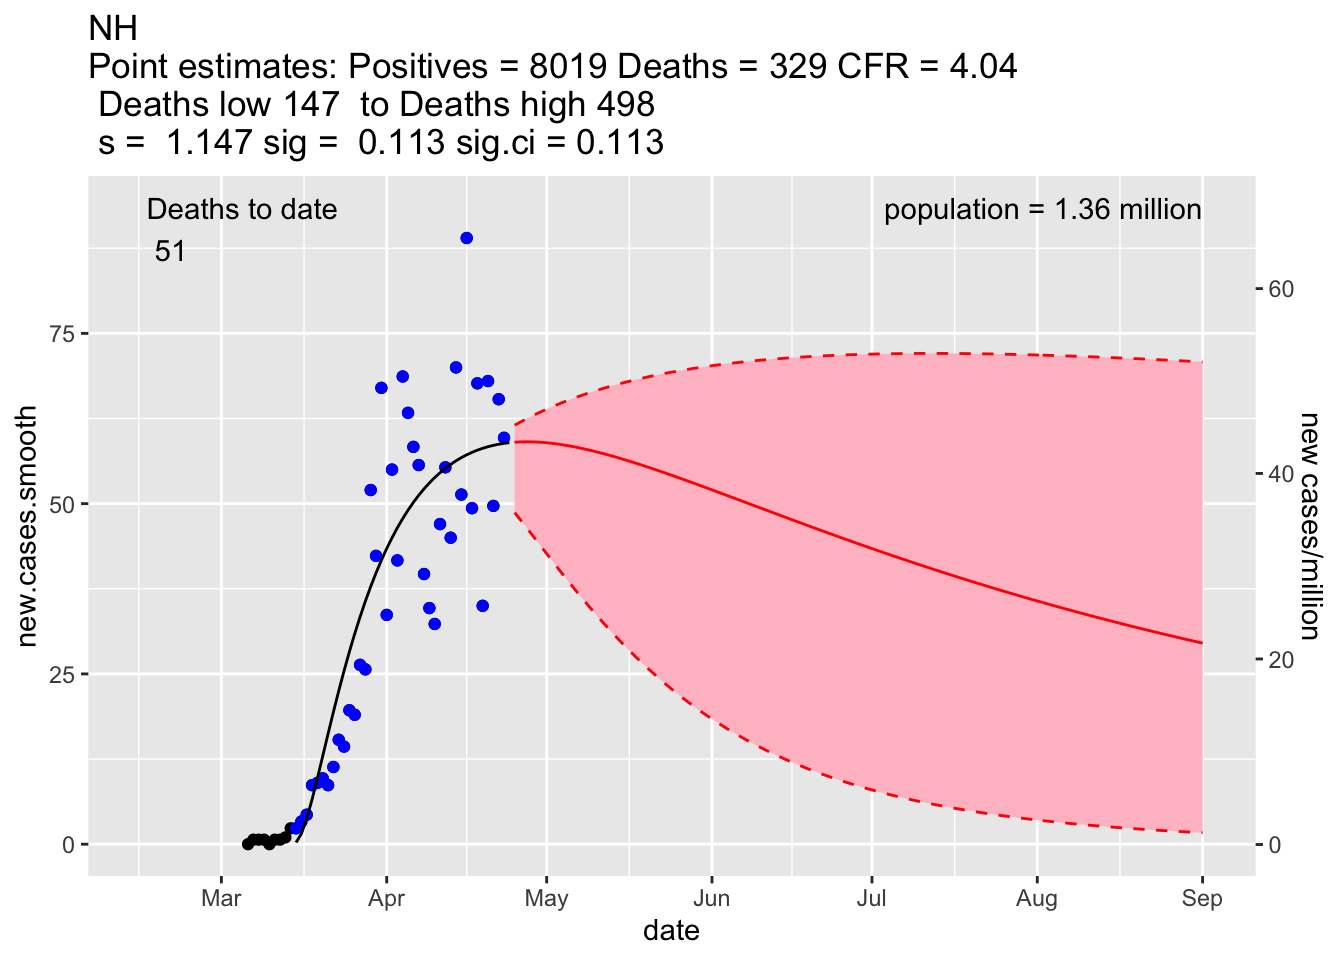 NH
Point estimates: Positives = 8019 Deaths = 329 CFR = 4.04
Deaths low 147  to Deaths high 498
s =  1.147 sig =  0.113 sig.ci = 0.113
Deaths to date
51
population = 1.36 million
75
50
25
0
new.cases.smooth
60
40
20
0
new cases/million
Mar Apr May Jun Jul Aug Sep
date